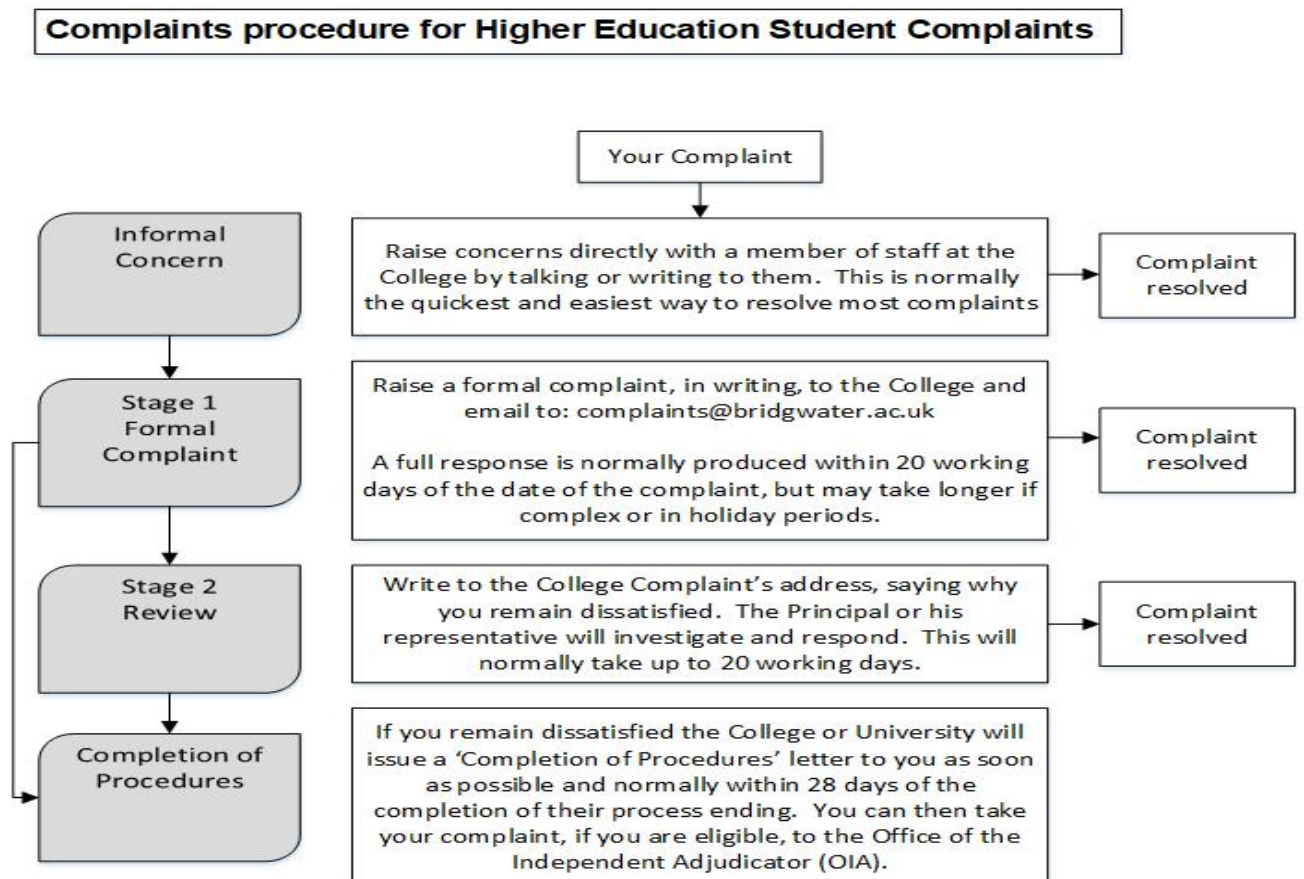 Complaints procedure for Higher Education Student Complaints
Your Complaint
Informal
Concern
Raise concerns directly with a member of staff at the
College by talking or writing to them.  This is normally
the quickest and easiest way to resolve most complaints
Complaint
resolved
Stage 1
Formal
Complaint
Raise a formal complaint, in writing, to the College and
email to: complaints@bridgwater.ac.uk
A full response is normally produced within 20 working
days of the date of the complaint, but may take longer if
complex or in holiday periods.
Complaint
resolved
Stage 2
Review
Write to the College Complaint’s address, saying why
you remain dissatisfied.  The Principal or his
representative will investigate and respond.  This will
normally take up to 20 working days.
Complaint
resolved
Completion of
Procedures
If you remain dissatisfied the College or University will
issue a ‘Completion of Procedures’ letter to you as soon
as possible and normally within 28 days of the
completion of their process ending.  You can then take
your complaint, if you are eligible, to the Office of the
Independent Adjudicator (OIA).